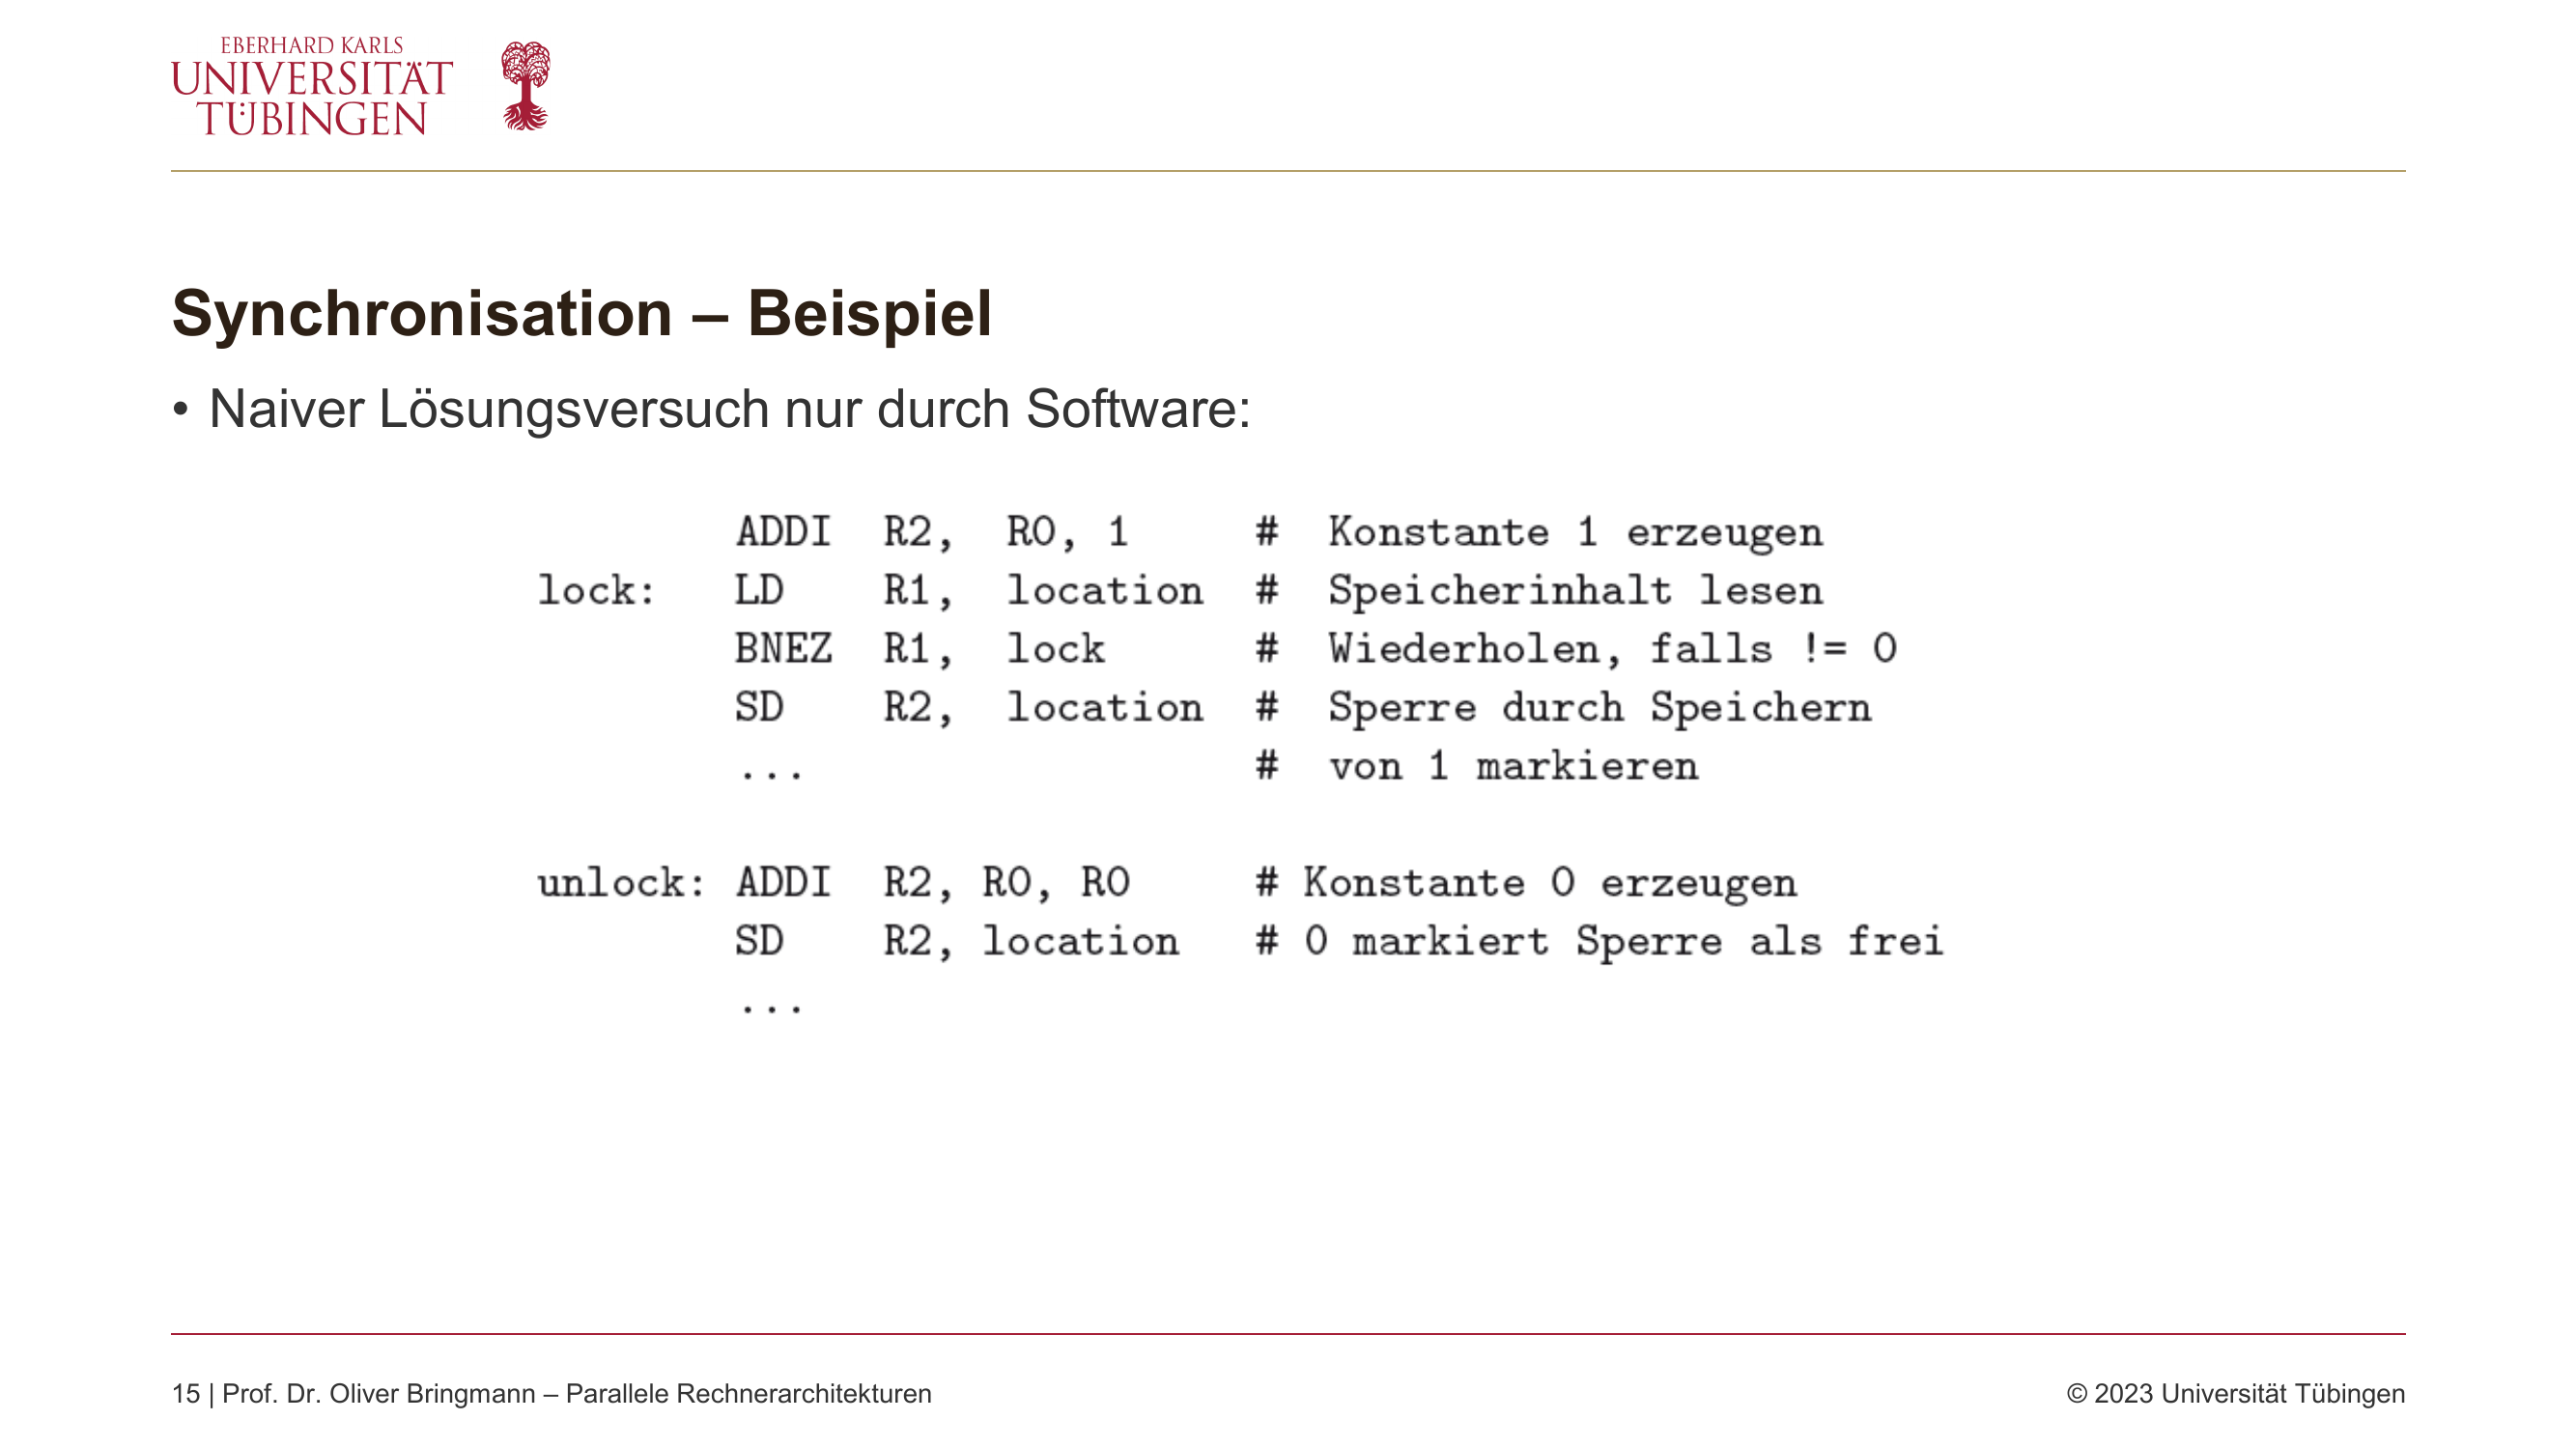 EBERHARD KARLS
UNIVERSITÄT
TÜBINGEN
Synchronisation – Beispiel
• Naiver Lösungsversuch nur durch Software:
ADDI R2, R0, 1 # Konstante 1 erzeugen
lock: LD R1, location # Speicherinhalt lesen
BNEZ R1, lock # Wiederholen, falls != 0
SD R2, location # Sperre durch Speichern
... # von 1 markieren
unlock: ADDI R2, R0, R0 # Konstante 0 erzeugen
SD R2, location # 0 markiert Sperre als frei
...
15 | Prof. Dr. Oliver Bringmann – Parallele Rechnerarchitekturen
© 2023 Universität Tübingen